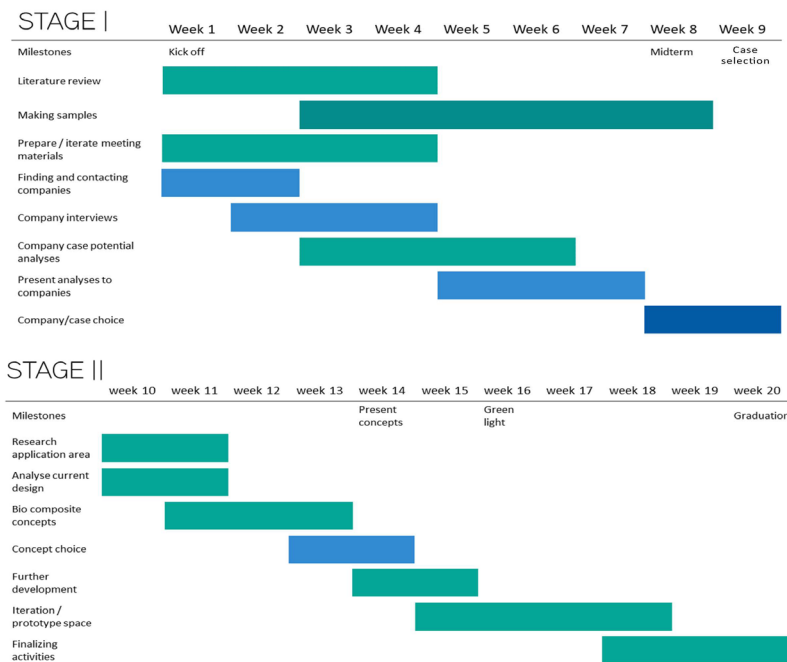 STAGE I
Week 1 Week 2 Week 3 Week 4 Week 5 Week 6 Week 7 Week 8 Week 9
Milestones Kick off Midterm Case
selection
Literature review
Making samples
Prepare / iterate meeting
materials
Finding and contacting
companies
Company interviews
Company case potential
analyses
Present analyses to
companies
Company/case choice
STAGE II
week 10 week 11 week 12 week 13 week 14 week 15 week 16 week 17 week 18 week 19 week 20
Milestones Present Green Graduation
concepts light
Research
application area
Analyse current
design
Bio composite
concepts
Concept choice
Further
development
Iteration /
prototype space
Finalizing
activities